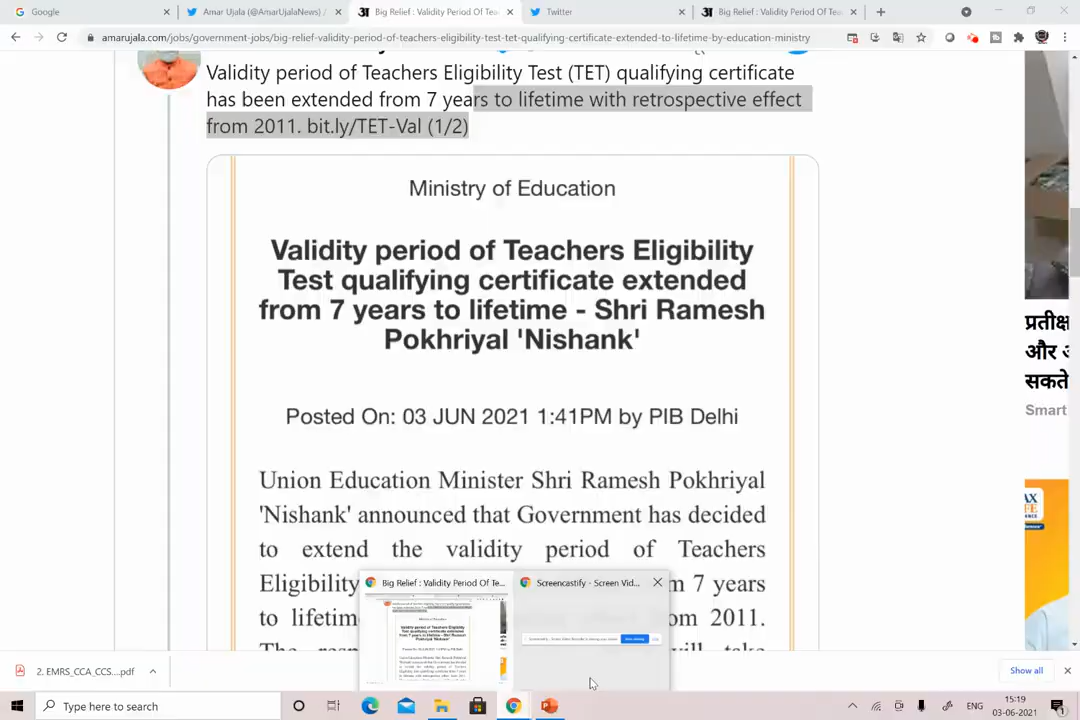 Google
Amar Ujala (@AmarUjalaNews) /
Big Relief : Validity Period Of Tea
Twitter
Big Relief : Validity Period Of Tea
amarujala.com/jobs/government-jobs/big-relief-validity-period-of-teachers-eligibility-test-tet-qualifying-certificate-extended-to-lifetime-by-education-ministry
Validity period of Teachers Eligibility Test (TET) qualifying certificate
has been extended from 7 years to lifetime with retrospective effect
from 2011. bit.ly/TET-Val (1/2)
Ministry of Education
Validity period of Teachers Eligibility
Test qualifying certificate extended
from 7 years to lifetime - Shri Ramesh
Pokhriyal 'Nishank'
Posted On: 03 JUN 2021 1:41PM by PIB Delhi
Union Education Minister Shri Ramesh Pokhriyal
'Nishank' announced that Government has decided
to extend the validity period of Teachers
Eligibility
m 7 years
to lifetim
om 2011.
प्रतीक्ष
और अ
सकते
Smart
AX
IFE
Big Relief : Validity Period Of Te...
Screencastify - Screen Vid...
2. EMRS_CCA_CCS....pdf
Show all
Type here to search
ENG
15:19
03-06-2021